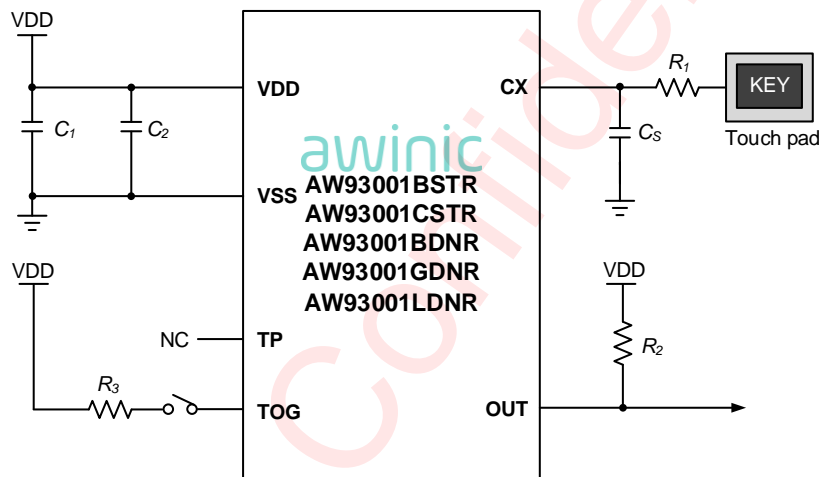 VDD
VDD
CX
R1
KEY
Touch pad
C1
C2
CS
awinic
VSS
AW93001BSTR
AW93001CSTR
AW93001BDNR
AW93001GDNR
AW93001LDNR
VDD
VDD
NC
TP
R2
R3
TOG
OUT
Confide